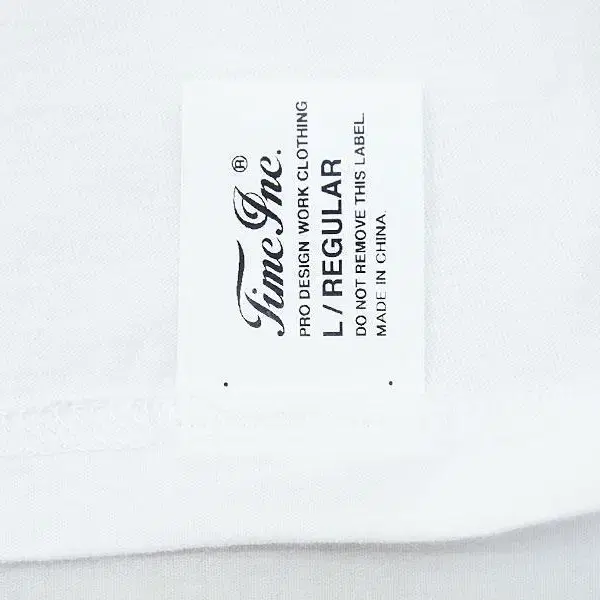 Time Inc.®
PRO DESIGN WORK CLOTHING
L / REGULAR
DO NOT REMOVE THIS LABEL.
MADE IN CHINA.